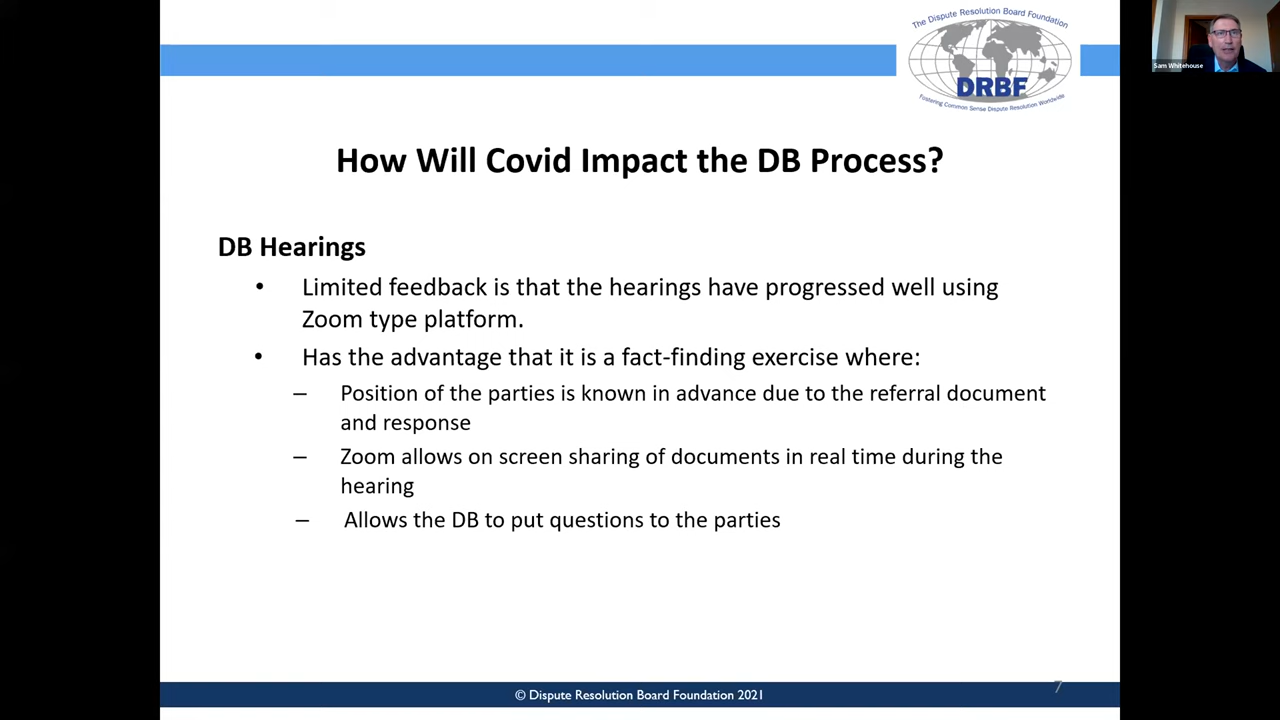 The Dispute Resolution Board Foundation
DRBF
Fostering Common Sense Dispute Resolution Worldwide
Sam Whitehouse
How Will Covid Impact the DB Process?
DB Hearings
• Limited feedback is that the hearings have progressed well using
Zoom type platform.
• Has the advantage that it is a fact-finding exercise where:
– Position of the parties is known in advance due to the referral document
and response
– Zoom allows on screen sharing of documents in real time during the
hearing
– Allows the DB to put questions to the parties
© Dispute Resolution Board Foundation 2021
7